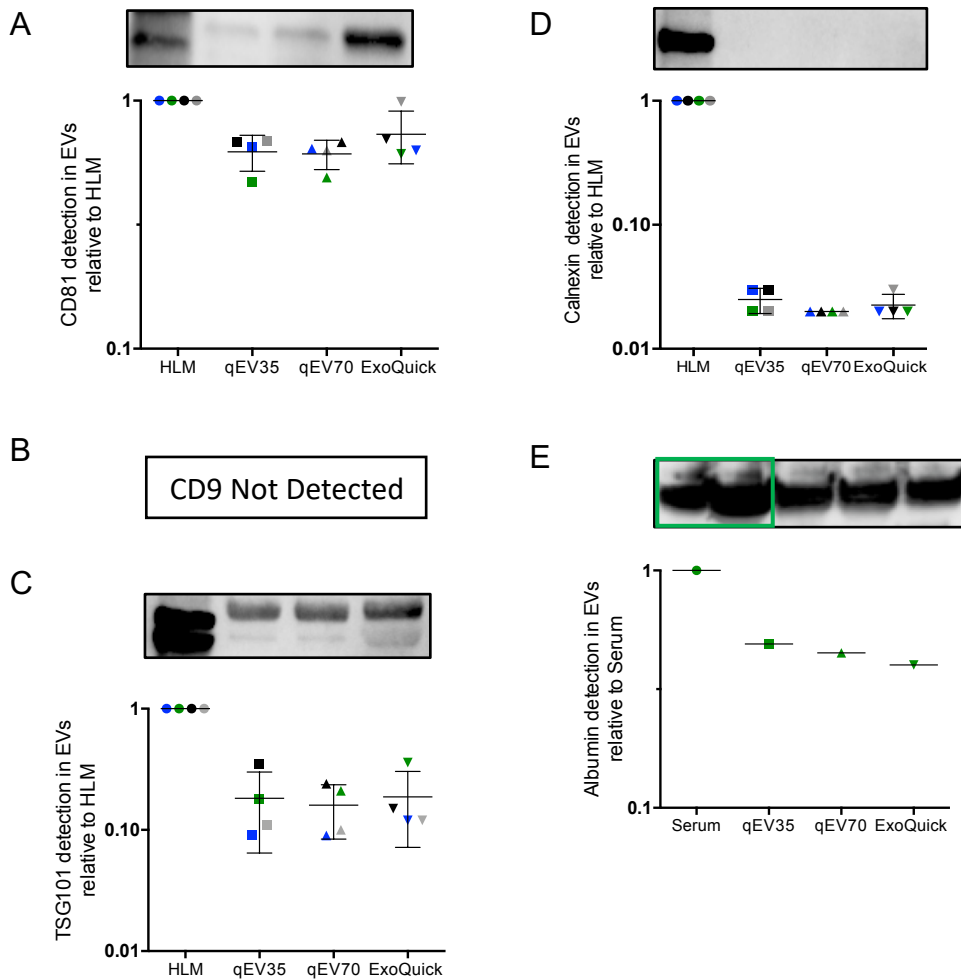 A
CD81 detection in EVs
relative to HLM
1
0.1
HLM
qEV35
qEV70
ExoQuick
B
CD9 Not Detected
C
TSG101 detection in EVs
relative to HLM
1
0.10
0.01
HLM
qEV35
qEV70
ExoQuick
D
Calnexin detection in EVs
relative to HLM
1
0.10
0.01
HLM
qEV35
qEV70
ExoQuick
E
Albumin detection in EVs
relative to Serum
1
0.1
Serum
qEV35
qEV70
ExoQuick